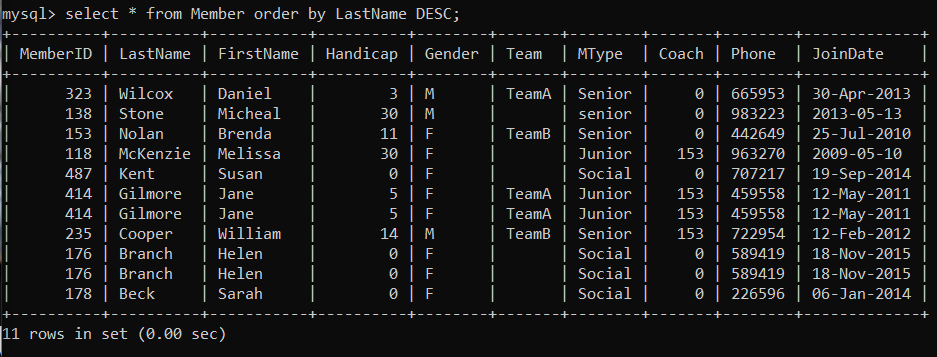 mysql> select * from Member order by LastName DESC;
+----------+----------+-----------+----------+--------+-------+--------+-------+--------+-------------+
| MemberID | LastName | FirstName | Handicap | Gender | Team  | MType  | Coach | Phone  | JoinDate    |
+----------+----------+-----------+----------+--------+-------+--------+-------+--------+-------------+
|      323 | Wilcox   | Daniel    |        3 | M      | TeamA | Senior |     0 | 665953 | 30-Apr-2013 |
|      138 | Stone    | Micheal   |       30 | M      |       | senior |     0 | 983223 | 2013-05-13  |
|      153 | Nolan    | Brenda    |       11 | F      | TeamB | Senior |     0 | 442649 | 25-Jul-2010 |
|      118 | McKenzie | Melissa   |       30 | F      |       | Junior |   153 | 963270 | 2009-05-10  |
|      487 | Kent     | Susan     |        0 | F      |       | Social |     0 | 707217 | 19-Sep-2014 |
|      414 | Gilmore  | Jane      |        5 | F      | TeamA | Junior |   153 | 459558 | 12-May-2011 |
|      414 | Gilmore  | Jane      |        5 | F      | TeamA | Junior |   153 | 459558 | 12-May-2011 |
|      235 | Cooper   | William   |       14 | M      | TeamB | Senior |   153 | 722954 | 12-Feb-2012 |
|      176 | Branch   | Helen     |        0 | F      |       | Social |     0 | 589419 | 18-Nov-2015 |
|      176 | Branch   | Helen     |        0 | F      |       | Social |     0 | 589419 | 18-Nov-2015 |
|      178 | Beck     | Sarah     |        0 | F      |       | Social |     0 | 226596 | 06-Jan-2014 |
+----------+----------+-----------+----------+--------+-------+--------+-------+--------+-------------+
11 rows in set (0.00 sec)